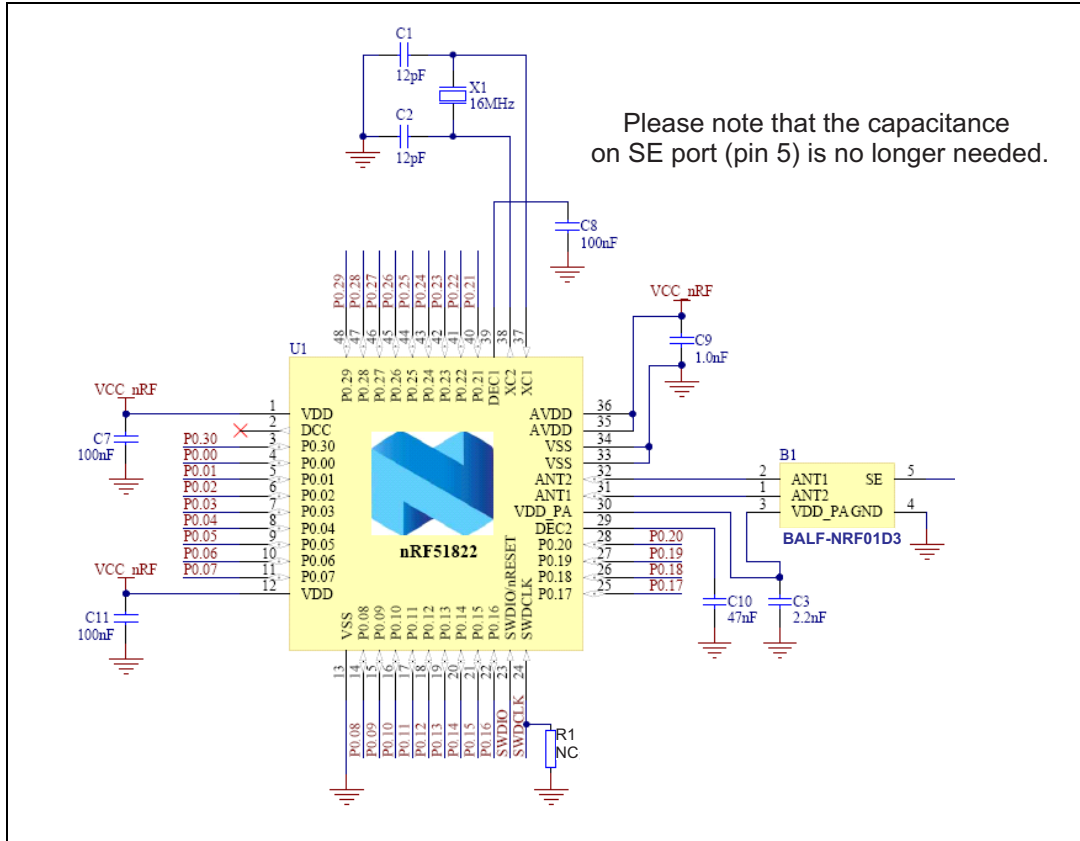 C1
12pF
X1
16MHz
C2
12pF
Please note that the capacitance
on SE port (pin 5) is no longer needed.
C8
100nF
P0.29
P0.28
P0.27
P0.26
P0.25
P0.24
P0.23
P0.22
P0.21
48
47
46
45
44
43
42
41
40
39
38
37
VCC_nRF
C9
1.0nF
U1
P0.29
P0.28
P0.27
P0.26
P0.25
P0.24
P0.23
P0.22
P0.21
DEC1
XC2
XC1
VCC_nRF
C7
100nF
1 VDD
2 DCC
P0.30 3 P0.30
P0.00 4 P0.00
P0.01 5 P0.01
P0.02 6 P0.02
P0.03 7 P0.03
P0.04 8 P0.04
P0.05 9 P0.05
P0.06 10 P0.06
P0.07 11 P0.07
12 VDD
VCC_nRF
C11
100nF
nRF51822
AVDD 36
AVDD 35
VSS 34
VSS 33
ANT2 32
ANT1 31
VDD_PA 30
DEC2 29
P0.20 28 P0.20
P0.19 27 P0.19
P0.18 26 P0.18
P0.17 25 P0.17
B1
2 ANT1 SE 5
1 ANT2
3 VDD_PA GND 4
BALF-NRF01D3
C10
47nF
C3
2.2nF
VSS
P0.08
P0.09
P0.10
P0.11
P0.12
P0.13
P0.14
P0.15
P0.16
SWDIO/nRESET
SWDCLK
13
14
15
16
17
18
19
20
21
22
23
24
P0.08
P0.09
P0.10
P0.11
P0.12
P0.13
P0.14
P0.15
P0.16
SWDIO
SWDCLK
R1
NC